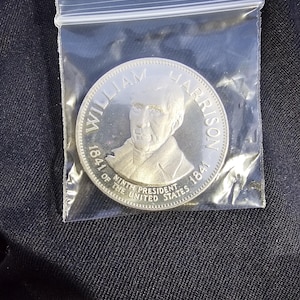 WILLIAM HARRISON
1841
1841
NINTH PRESIDENT
OF THE UNITED STATES